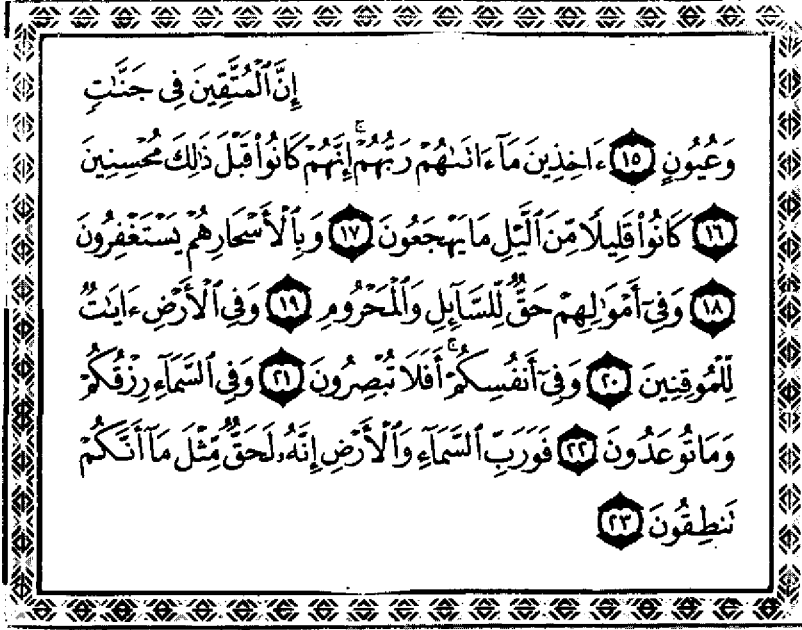 إِنَّ ٱلْمُتَّقِينَ فِى جَنَّـٰتٍ
وَعُيُونٍ ١٥ ءَاخِذِينَ مَآ ءَاتَىٰهُمْ رَبُّهُمْ ۚ إِنَّهُمْ كَانُوا۟ قَبْلَ ذَٰلِكَ مُحْسِنِينَ
١٦ كَانُوا۟ قَلِيلًا مِّنَ ٱلَّيْلِ مَا يَهْجَعُونَ ١٧ وَبِٱلْأَسْحَارِ هُمْ يَسْتَغْفِرُونَ
١٨ وَفِىٓ أَمْوَٰلِهِمْ حَقٌّ لِّلسَّآئِلِ وَٱلْمَحْرُومِ ١٩ وَفِى ٱلْأَرْضِ ءَايَـٰتٌ
لِّلْمُوقِنِينَ ٢٠ وَفِىٓ أَنفُسِكُمْ ۚ أَفَلَا تُبْصِرُونَ ٢١ وَفِى ٱلسَّمَآءِ رِزْقُكُمْ
وَمَا تُوعَدُونَ ٢٢ فَوَرَبِّ ٱلسَّمَآءِ وَٱلْأَرْضِ إِنَّهُۥ لَحَقٌّ مِّثْلَ مَآ أَنَّكُمْ
تَنطِقُونَ ٢٣